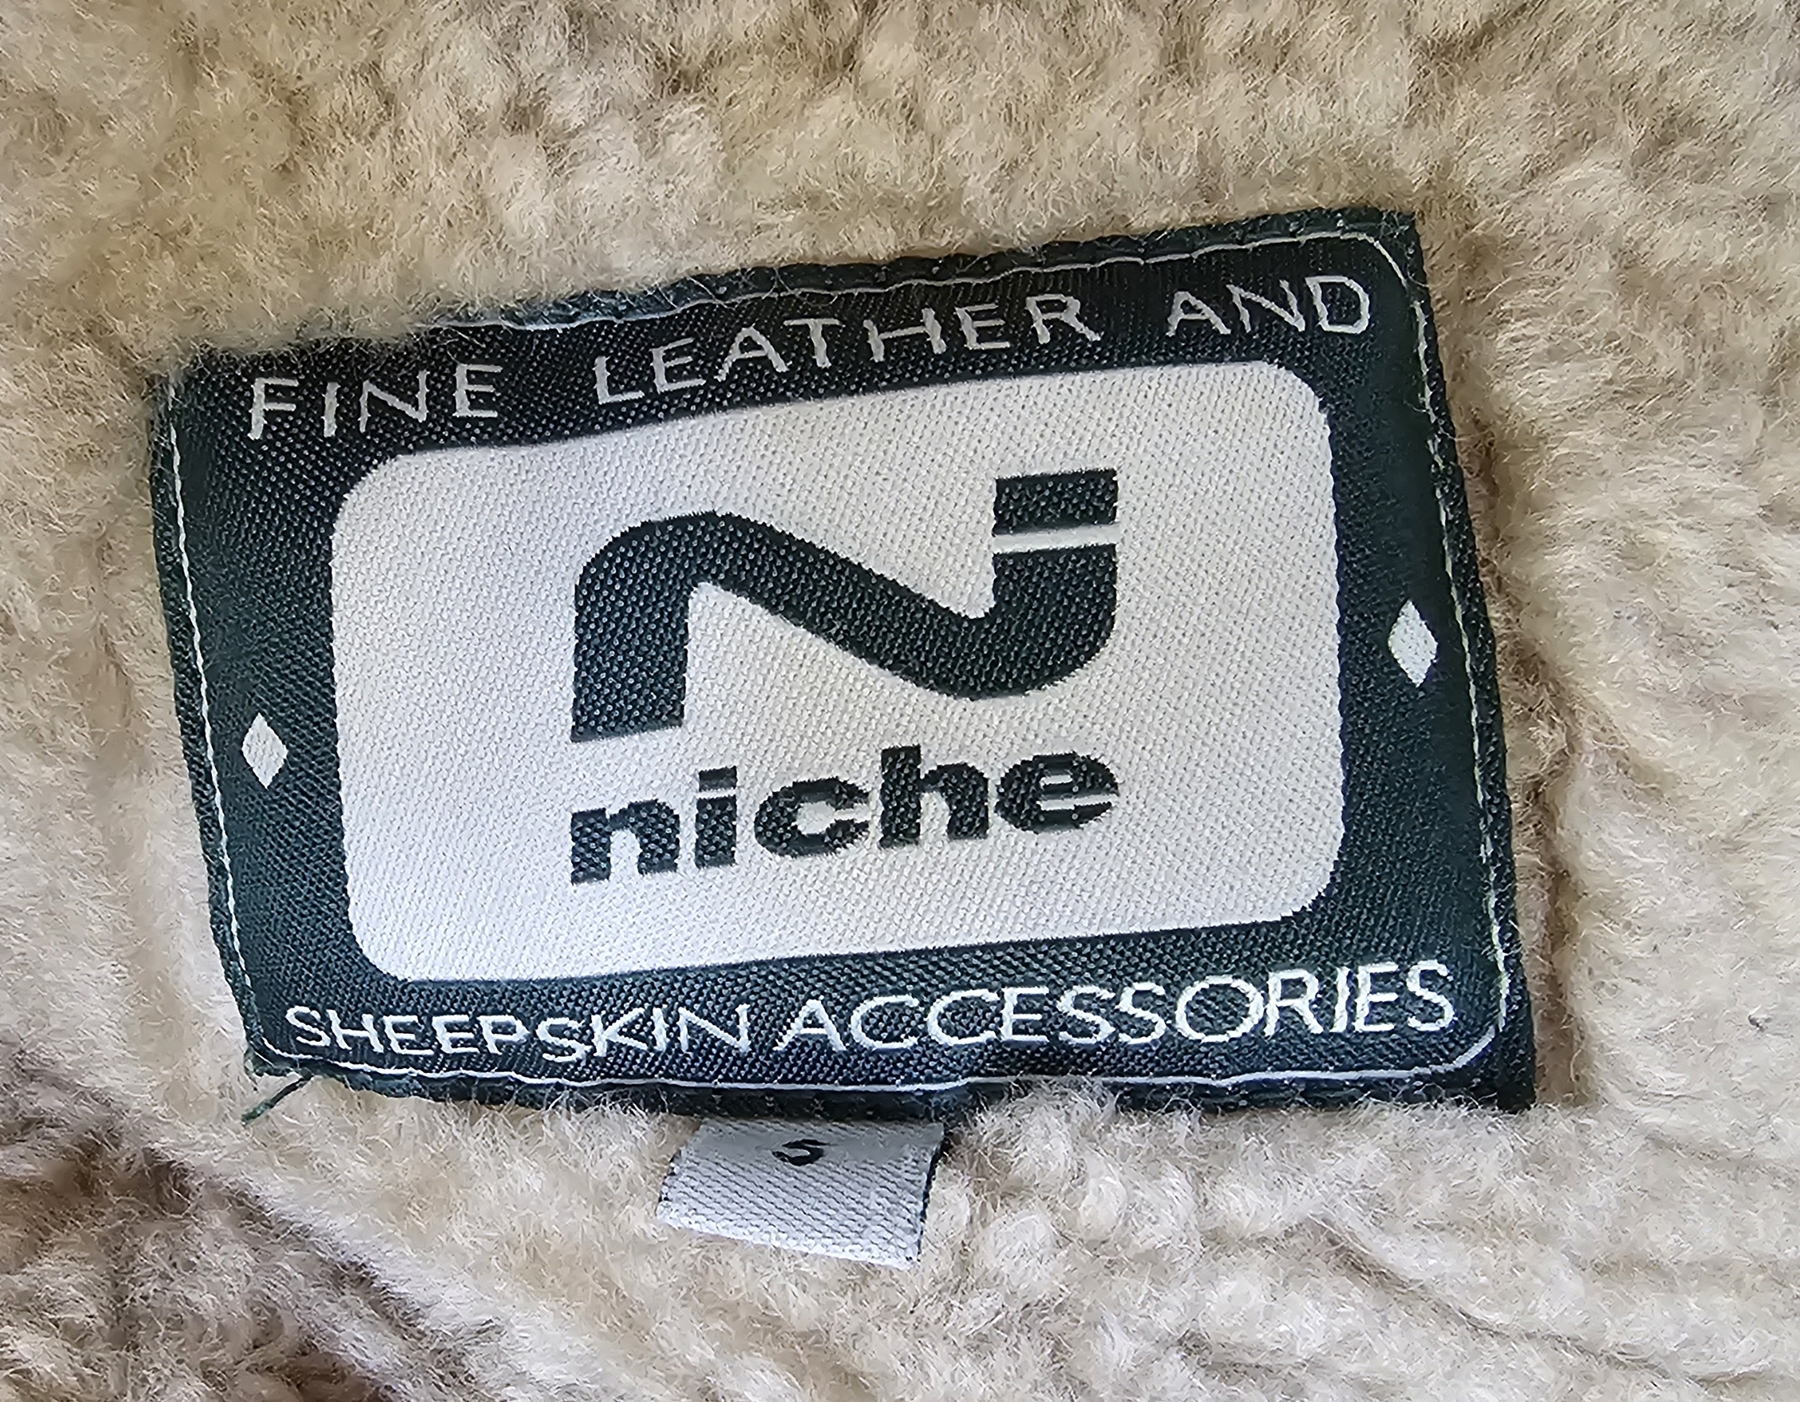 FINE LEATHER AND
niche
SHEEPSKIN ACCESSORIES
S